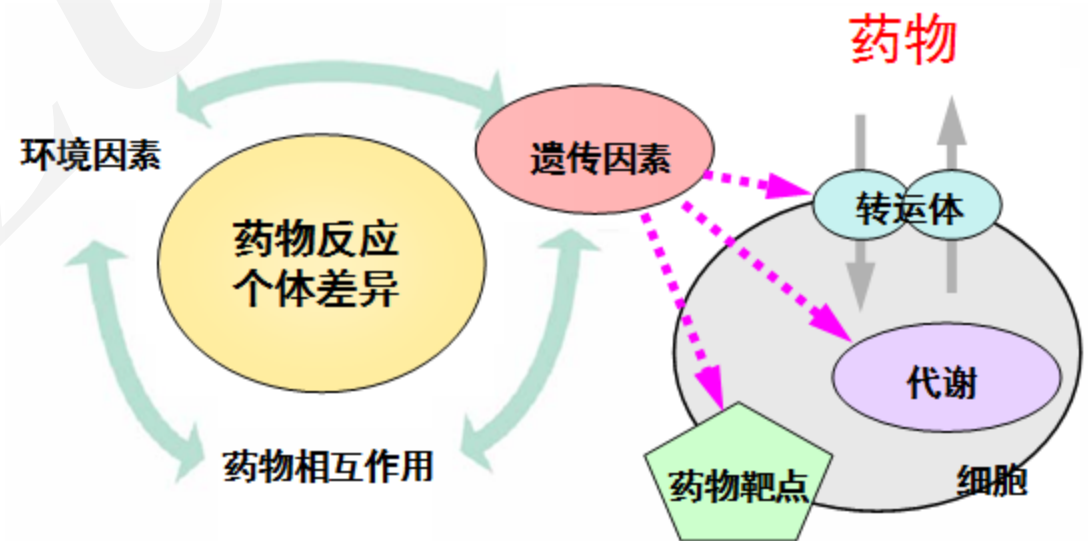 药物
环境因素
遗传因素
药物反应
个体差异
转运体
代谢
药物相互作用
药物靶点
细胞